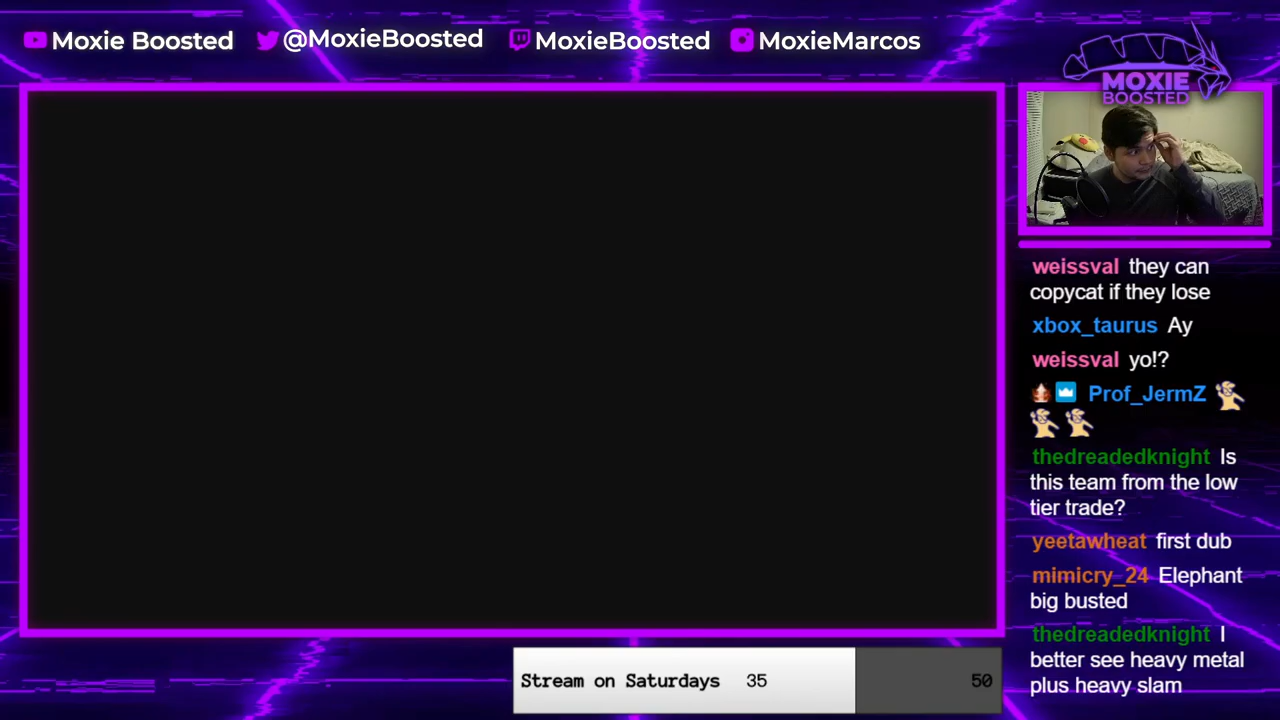 Moxie Boosted @MoxieBoosted MoxieBoosted MoxieMarcos
MOXIE
BOOSTED
weissval they can
copycat if they lose
xbox_taurus Ay
weissval yo!?
Prof_JermZ
thedreadedknight Is
this team from the low
tier trade?
yeetawheat first dub
mimicry_24 Elephant
big busted
thedreadedknight I
better see heavy metal
plus heavy slam
Stream on Saturdays 35 50